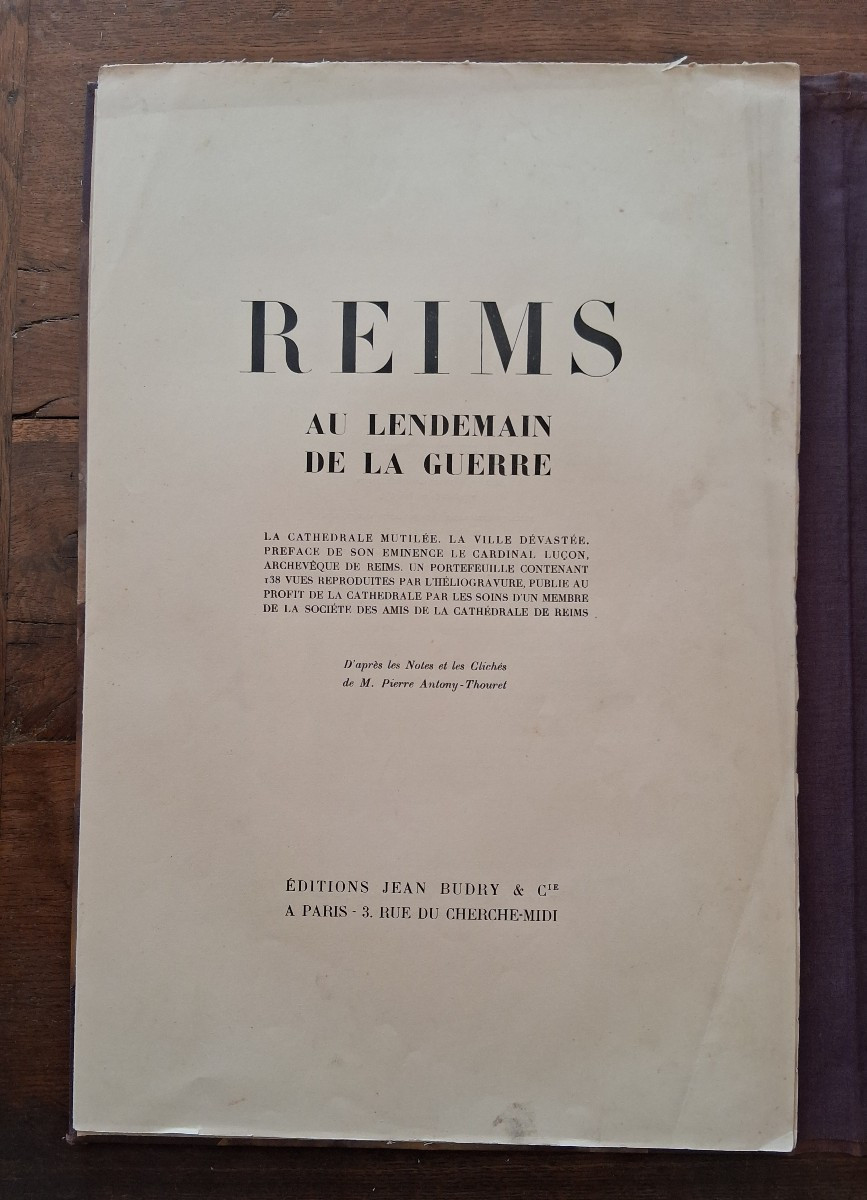 REIMS
AU LENDEMAIN
DE LA GUERRE
LA CATHEDRALE MUTILÉE. LA VILLE DÉVASTÉE.
PREFACE DE SON EMINENCE LE CARDINAL LUÇON,
ARCHEVÊQUE DE REIMS. UN PORTEFEUILLE CONTENANT
138 VUES REPRODUITES PAR L'HÉLIOGRAVURE, PUBLIE AU
PROFIT DE LA CATHEDRALE PAR LES SOINS D'UN MEMBRE
DE LA SOCIÉTÉ DES AMIS DE LA CATHÉDRALE DE REIMS.
D'après les Notes et les Clichés
de M. Pierre Antony-Thouret
ÉDITIONS JEAN BUDRY & CIE
A PARIS - 3. RUE DU CHERCHE-MIDI